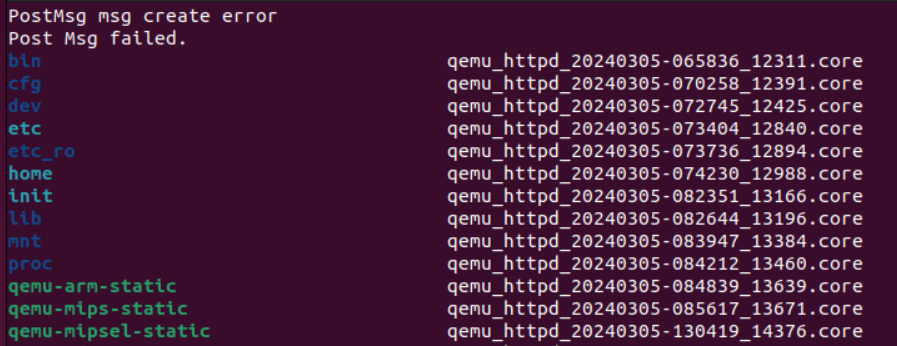 PostMsg msg create error
Post Msg failed.
bin qemu_httpd_20240305-065836_12311.core
cfg qemu_httpd_20240305-070258_12391.core
dev qemu_httpd_20240305-072745_12425.core
etc qemu_httpd_20240305-073404_12840.core
etc_ro qemu_httpd_20240305-073736_12894.core
home qemu_httpd_20240305-074230_12988.core
init qemu_httpd_20240305-082351_13166.core
lib qemu_httpd_20240305-082644_13196.core
mnt qemu_httpd_20240305-083947_13384.core
proc qemu_httpd_20240305-084212_13460.core
qemu-arm-static qemu_httpd_20240305-084839_13639.core
qemu-mips-static qemu_httpd_20240305-085617_13671.core
qemu-mipsel-static qemu_httpd_20240305-130419_14376.core